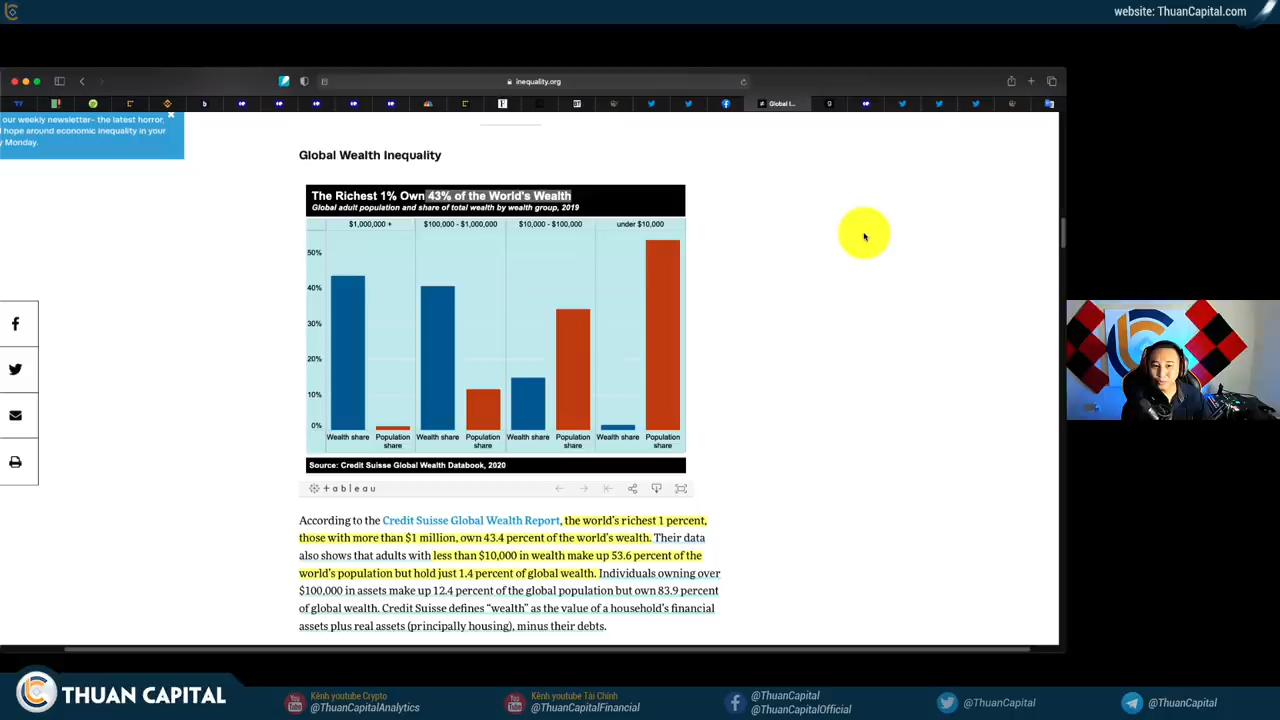 website: ThuanCapital.com
inequality.org
Global I...
our weekly newsletter- the latest horror,
hope around economic inequality in your
Monday.
Global Wealth Inequality
The Richest 1% Own 43% of the World's Wealth
Global adult population and share of total wealth by wealth group, 2019
$1,000,000 +
$100,000 - $1,000,000
$10,000 - $100,000
under $10,000
50%
40%
30%
20%
10%
0%
Wealth share
Population share
Wealth share
Population share
Wealth share
Population share
Wealth share
Population share
Source: Credit Suisse Global Wealth Databook, 2020
+ableau
According to the Credit Suisse Global Wealth Report, the world's richest 1 percent,
those with more than $1 million, own 43.4 percent of the world's wealth. Their data
also shows that adults with less than $10,000 in wealth make up 53.6 percent of the
world's population but hold just 1.4 percent of global wealth. Individuals owning over
$100,000 in assets make up 12.4 percent of the global population but own 83.9 percent
of global wealth. Credit Suisse defines "wealth" as the value of a household's financial
assets plus real assets (principally housing), minus their debts.
THUAN CAPITAL
Kênh youtube Crypto
@ThuanCapitalAnalytics
Kênh youtube Tài Chính
@ThuanCapitalFinancial
@ThuanCapital
@ThuanCapitalOfficial
@ThuanCapital
@ThuanCapital